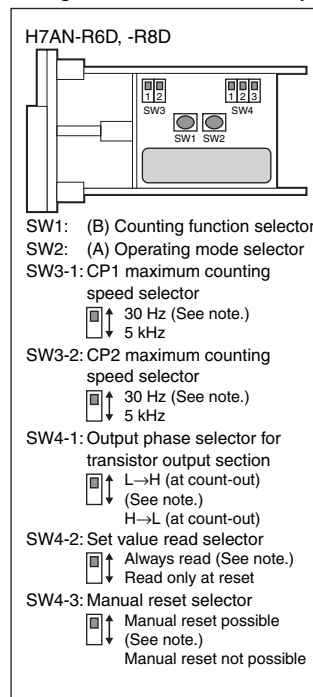 H7AN-R6D, -R8D
1 2
1 2 3
SW3
SW4
SW1 SW2
SW1: (B) Counting function selector
SW2: (A) Operating mode selector
SW3-1: CP1 maximum counting
speed selector
30 Hz (See note.)
5 kHz
SW3-2: CP2 maximum counting
speed selector
30 Hz (See note.)
5 kHz
SW4-1: Output phase selector for
transistor output section
L→H (at count-out)
(See note.)
H→L (at count-out)
SW4-2: Set value read selector
Always read (See note.)
Read only at reset
SW4-3: Manual reset selector
Manual reset possible
(See note.)
Manual reset not possible